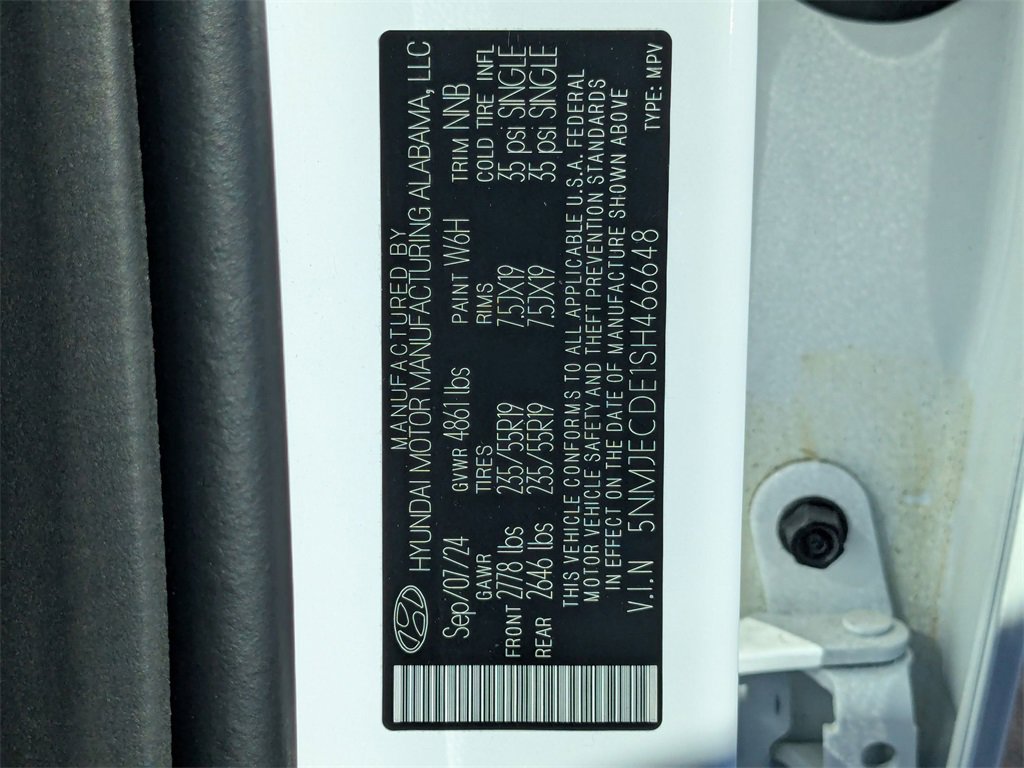 MANUFACTURED BY
HYUNDAI MOTOR MANUFACTURING ALABAMA, LLC
Sep/07/24 GVWR 4861 lbs PAINT W6H TRIM NNB
GAWR TIRES RIMS COLD TIRE INFL
FRONT 2778 lbs 235/55R19 7.5JX19 35 psi SINGLE
REAR 2646 lbs 235/55R19 7.5JX19 35 psi SINGLE
THIS VEHICLE CONFORMS TO ALL APPLICABLE U.S.A. FEDERAL
MOTOR VEHICLE SAFETY AND THEFT PREVENTION STANDARDS
IN EFFECT ON THE DATE OF MANUFACTURE SHOWN ABOVE
V.I.N 5NMJECDE1SH466648 TYPE: MPV